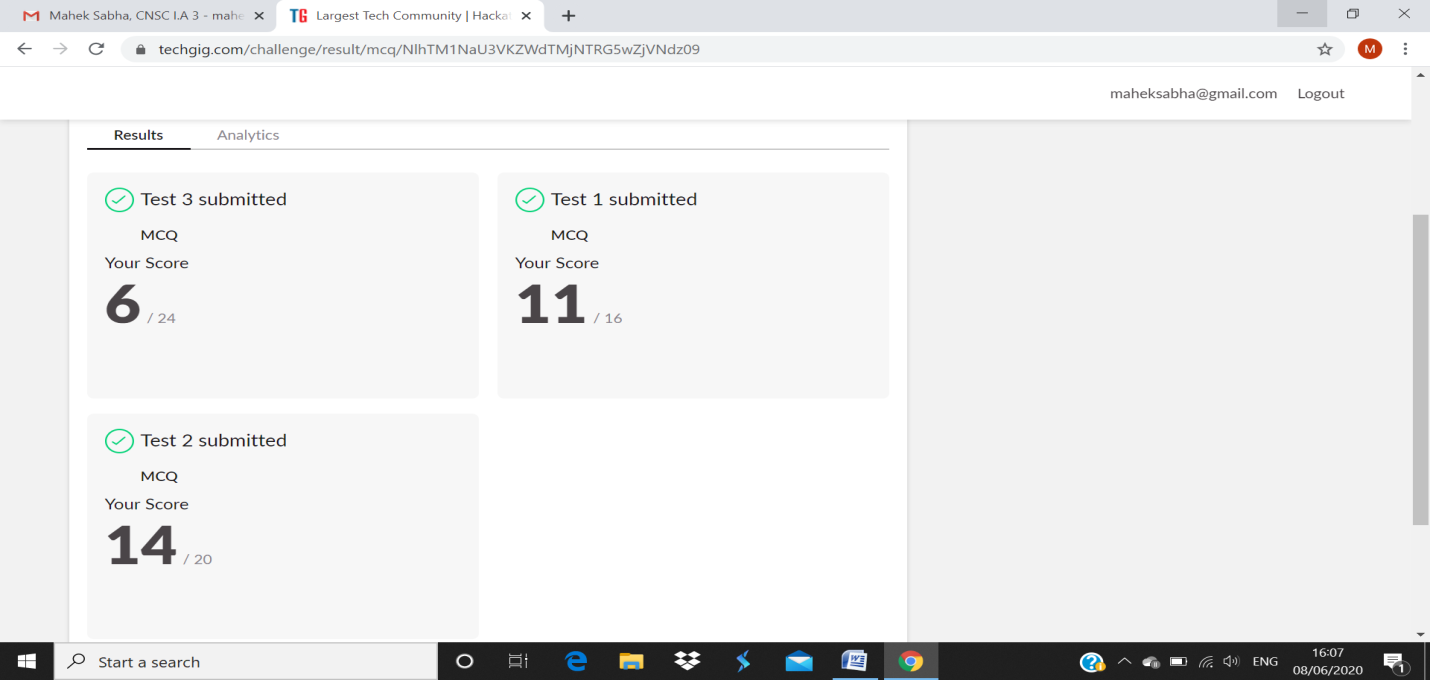 Mahek Sabha, CNSC I.A 3 - mahe
TG Largest Tech Community | Hacka
techgig.com/challenge/result/mcq/NlhTM1NaU3VKZWdTMjNTRG5wZjVNdz09
M
maheksabha@gmail.com Logout
Results Analytics
Test 3 submitted
MCQ
Your Score
6 / 24
Test 1 submitted
MCQ
Your Score
11 / 16
Test 2 submitted
MCQ
Your Score
14 / 20
Start a search
ENG
16:07
08/06/2020
1